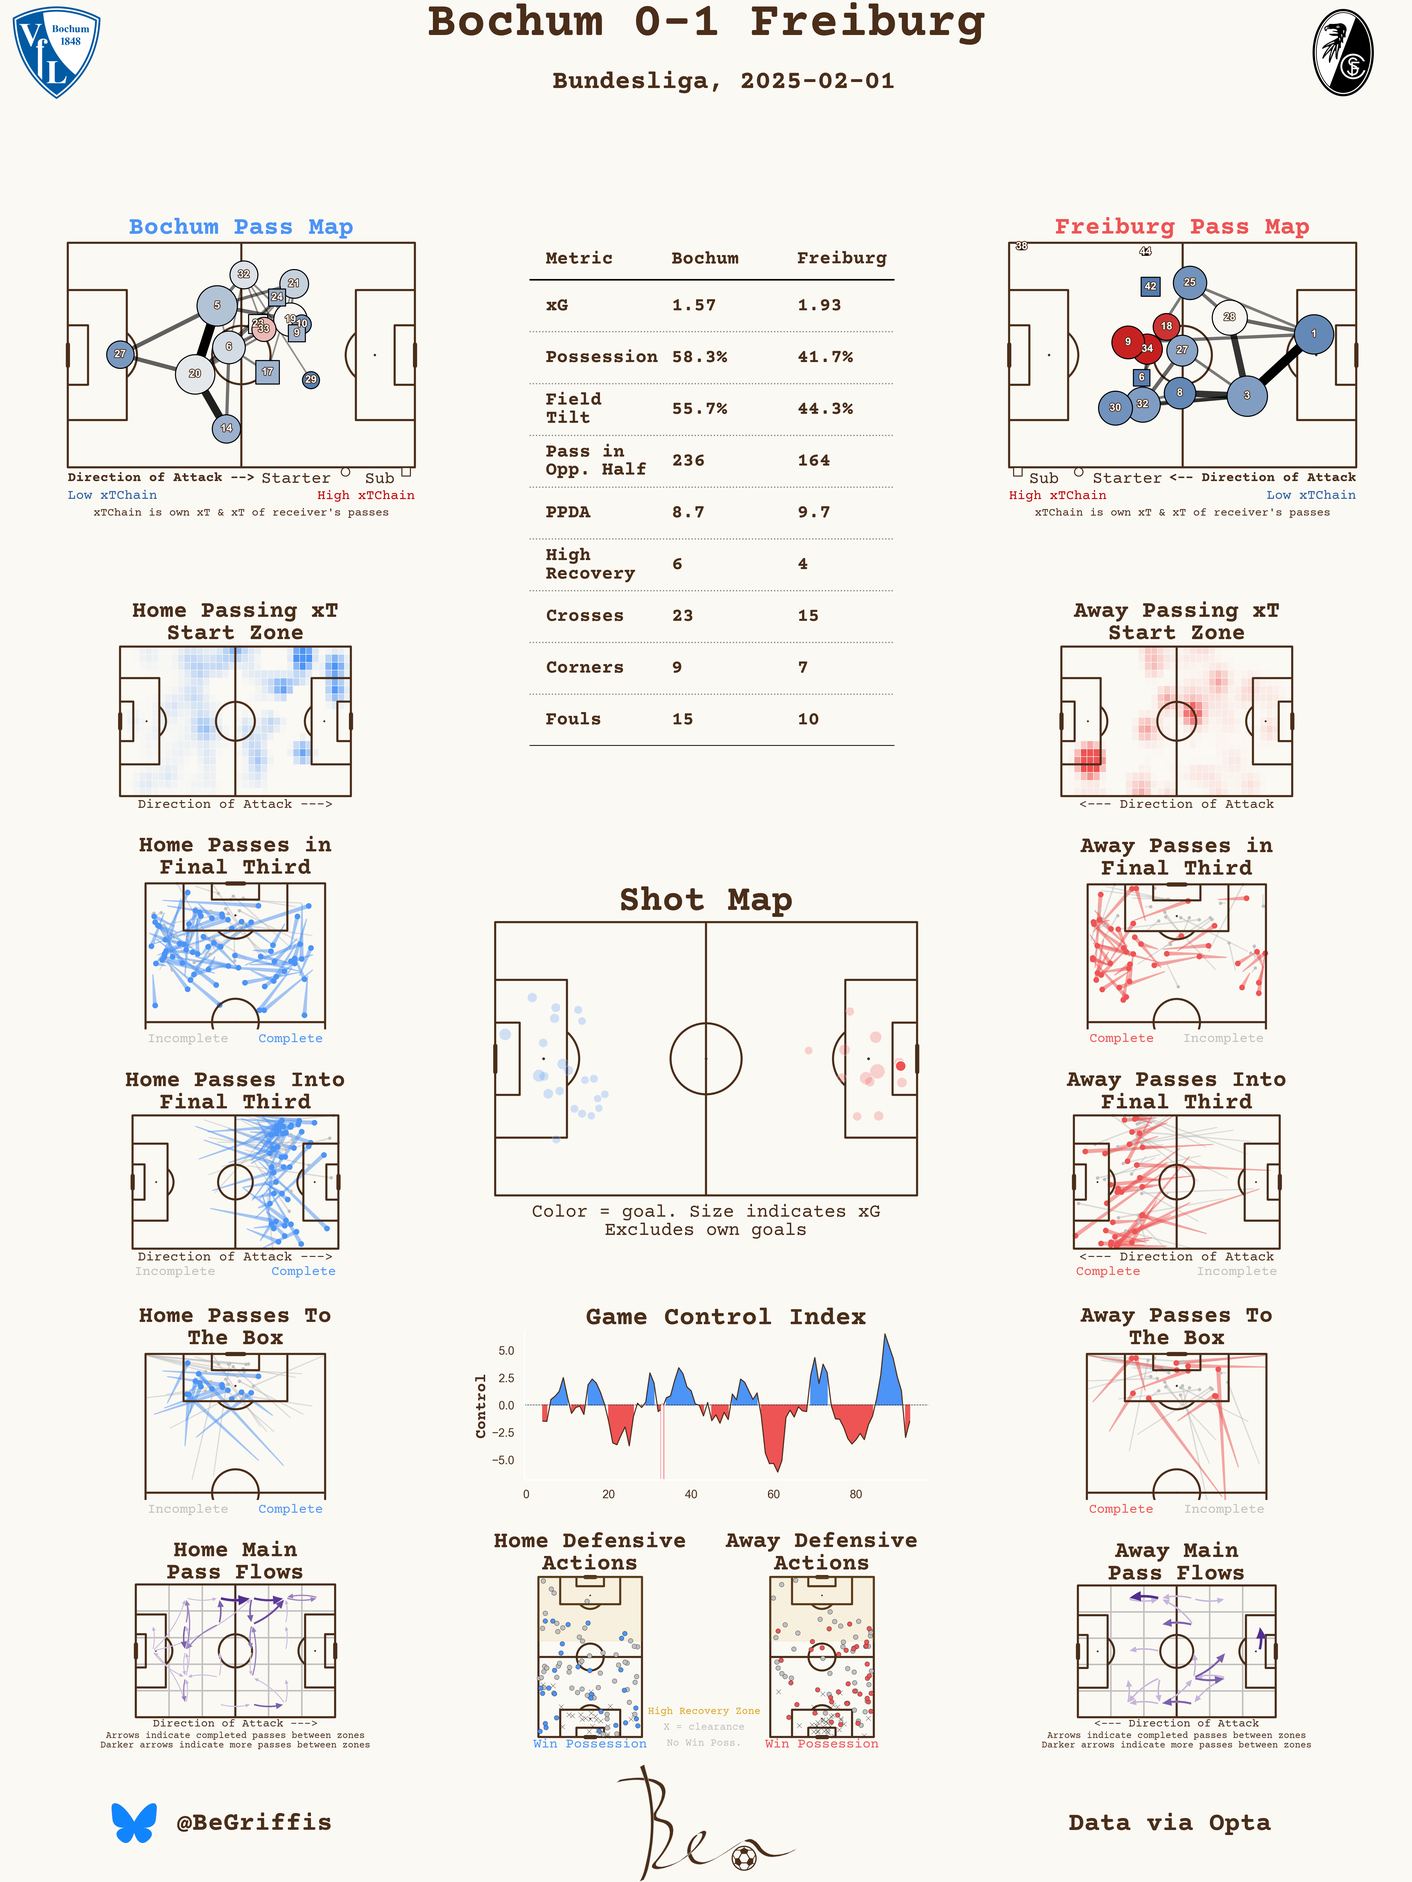 Bochum 0-1 Freiburg
Bundesliga, 2025-02-01
Bochum
1848
V
f
L
SC
Bochum Pass Map
32
21
24
5
19
10
23
33
9
6
27
20
17
29
14
Direction of Attack --> Starter Sub
Low xTChain High xTChain
xTChain is own xT & xT of receiver's passes
Metric Bochum Freiburg
xG 1.57 1.93
Possession 58.3% 41.7%
Field
Tilt 55.7% 44.3%
Pass in
Opp. Half 236 164
PPDA 8.7 9.7
High
Recovery 6 4
Crosses 23 15
Corners 9 7
Fouls 15 10
Freiburg Pass Map
38
44
42
25
28
18
1
9
34
27
6
30
32
8
3
Sub Starter <-- Direction of Attack
High xTChain Low xTChain
xTChain is own xT & xT of receiver's passes
Home Passing xT
Start Zone
Direction of Attack --->
Away Passing xT
Start Zone
<--- Direction of Attack
Home Passes in
Final Third
Incomplete Complete
Away Passes in
Final Third
Complete Incomplete
Shot Map
Color = goal. Size indicates xG
Excludes own goals
Home Passes Into
Final Third
Direction of Attack --->
Incomplete Complete
Away Passes Into
Final Third
<--- Direction of Attack
Complete Incomplete
Home Passes To
The Box
Incomplete Complete
Game Control Index
Control
5.0
2.5
0.0
−2.5
−5.0
0 20 40 60 80
Away Passes To
The Box
Complete Incomplete
Home Main
Pass Flows
Direction of Attack --->
Arrows indicate completed passes between zones
Darker arrows indicate more passes between zones
Home Defensive
Actions
Win Possession
High Recovery Zone
X = clearance
No Win Poss.
Away Defensive
Actions
Win Possession
Away Main
Pass Flows
<--- Direction of Attack
Arrows indicate completed passes between zones
Darker arrows indicate more passes between zones
@BeGriffis
Ben
Data via Opta